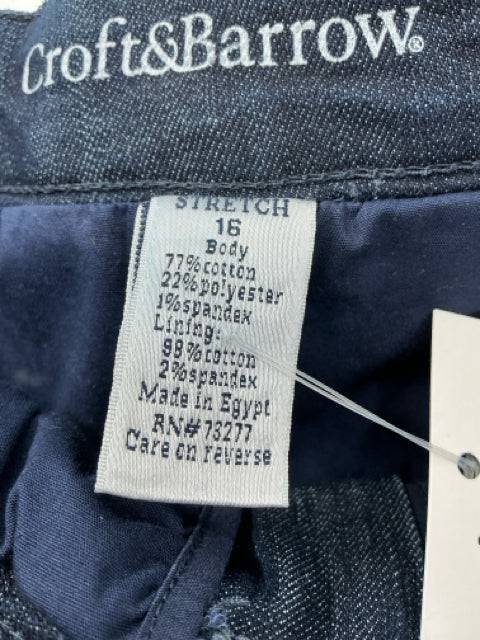 Croft&Barrow®
STRETCH
16
Body
77%cotton
22%polyester
1%spandex
Lining:
98%cotton
2%spandex
Made in Egypt
RN# 73277
Care on reverse